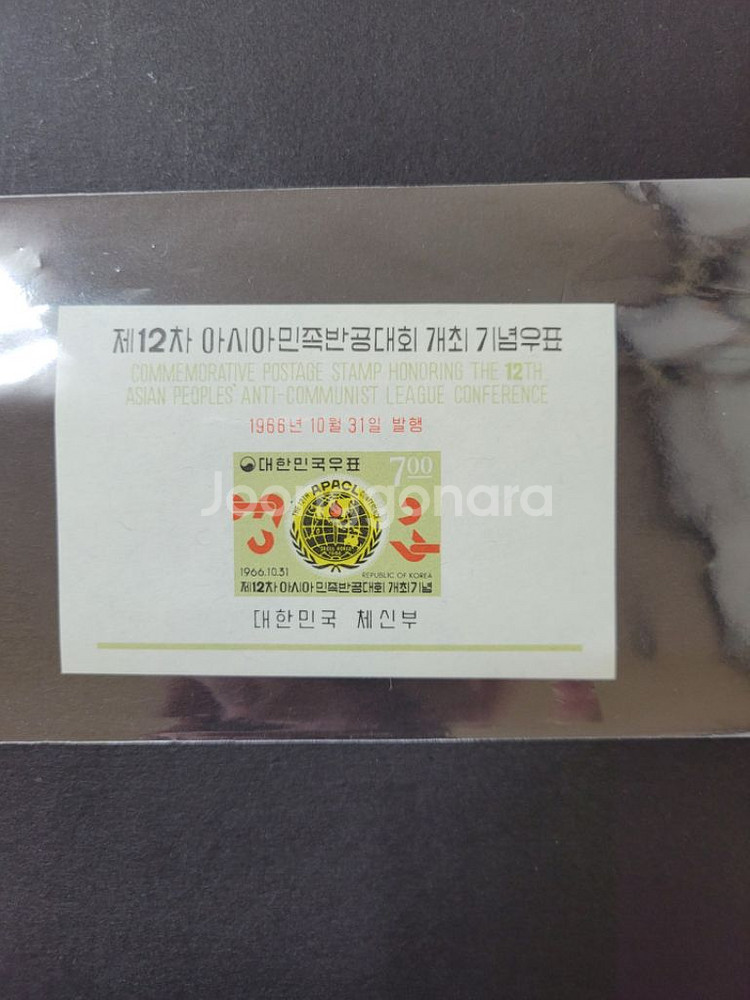 제12차 아시아민족반공대회 개최 기념우표
COMMEMORATIVE POSTAGE STAMP HONORING THE 12TH
ASIAN PEOPLES' ANTI-COMMUNIST LEAGUE CONFERENCE
1966년 10월 31일 발행
대한민국우표 7.00
APACL
Joongonara
1966.10.31 REPUBLIC OF KOREA
제12차 아시아 민족반공대회 개최기념
대한민국 체신부